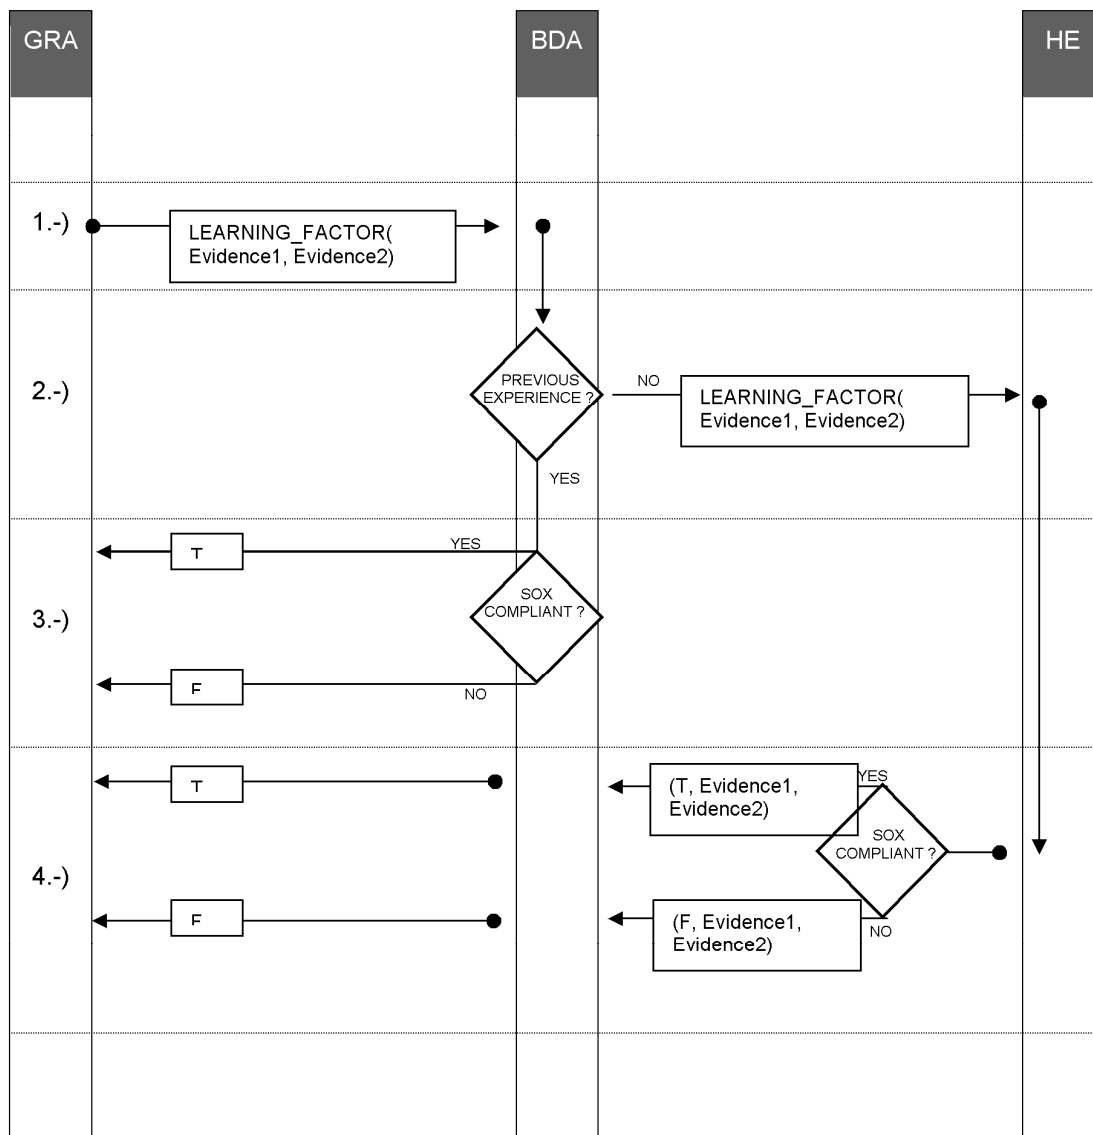 GRA
BDA
HE
1.-)
LEARNING_FACTOR(
Evidence1, Evidence2)
2.-)
PREVIOUS
EXPERIENCE ?
NO
LEARNING_FACTOR(
Evidence1, Evidence2)
YES
T
YES
SOX
COMPLIANT ?
3.-)
F
NO
T
(T, Evidence1,
Evidence2)
YES
SOX
COMPLIANT ?
4.-)
F
(F, Evidence1,
Evidence2)
NO